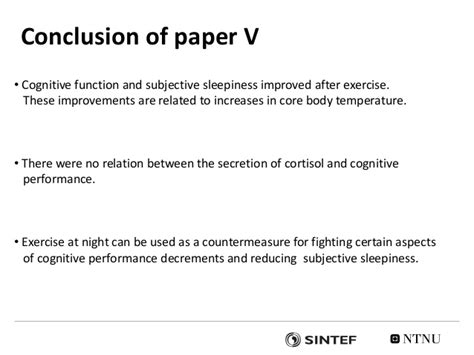 Conclusion of paper V
• Cognitive function and subjective sleepiness improved after exercise.
These improvements are related to increases in core body temperature.
• There were no relation between the secretion of cortisol and cognitive
performance.
• Exercise at night can be used as a countermeasure for fighting certain aspects
of cognitive performance decrements and reducing subjective sleepiness.
SINTEF NTNU